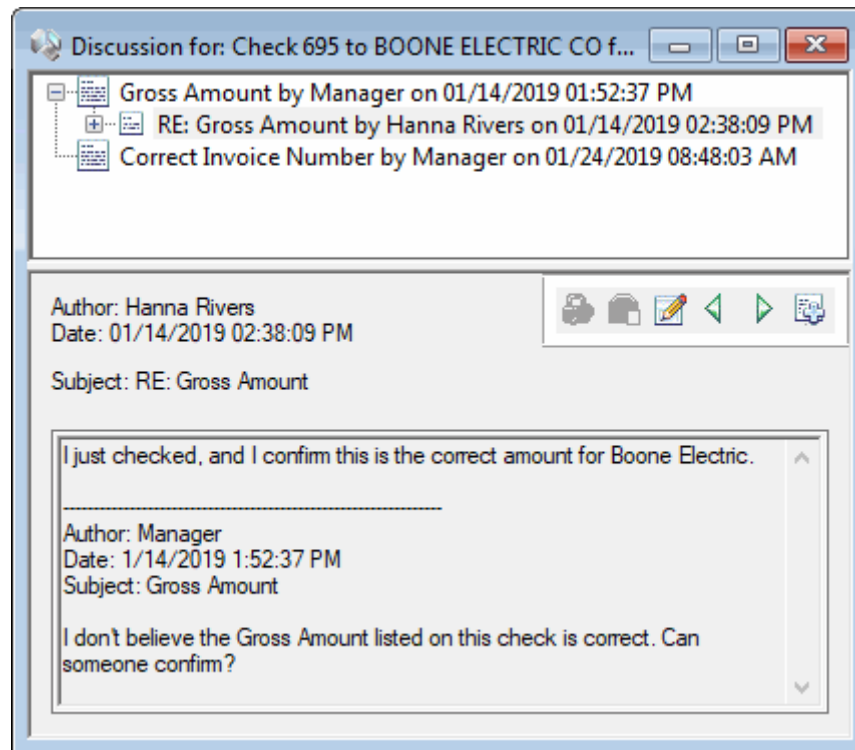 Discussion for: Check 695 to BOONE ELECTRIC CO f...
Gross Amount by Manager on 01/14/2019 01:52:37 PM
RE: Gross Amount by Hanna Rivers on 01/14/2019 02:38:09 PM
Correct Invoice Number by Manager on 01/24/2019 08:48:03 AM
Author: Hanna Rivers
Date: 01/14/2019 02:38:09 PM
Subject: RE: Gross Amount
I just checked, and I confirm this is the correct amount for Boone Electric.
---------------------------------------------------------------
Author: Manager
Date: 1/14/2019 1:52:37 PM
Subject: Gross Amount
I don't believe the Gross Amount listed on this check is correct. Can
someone confirm?